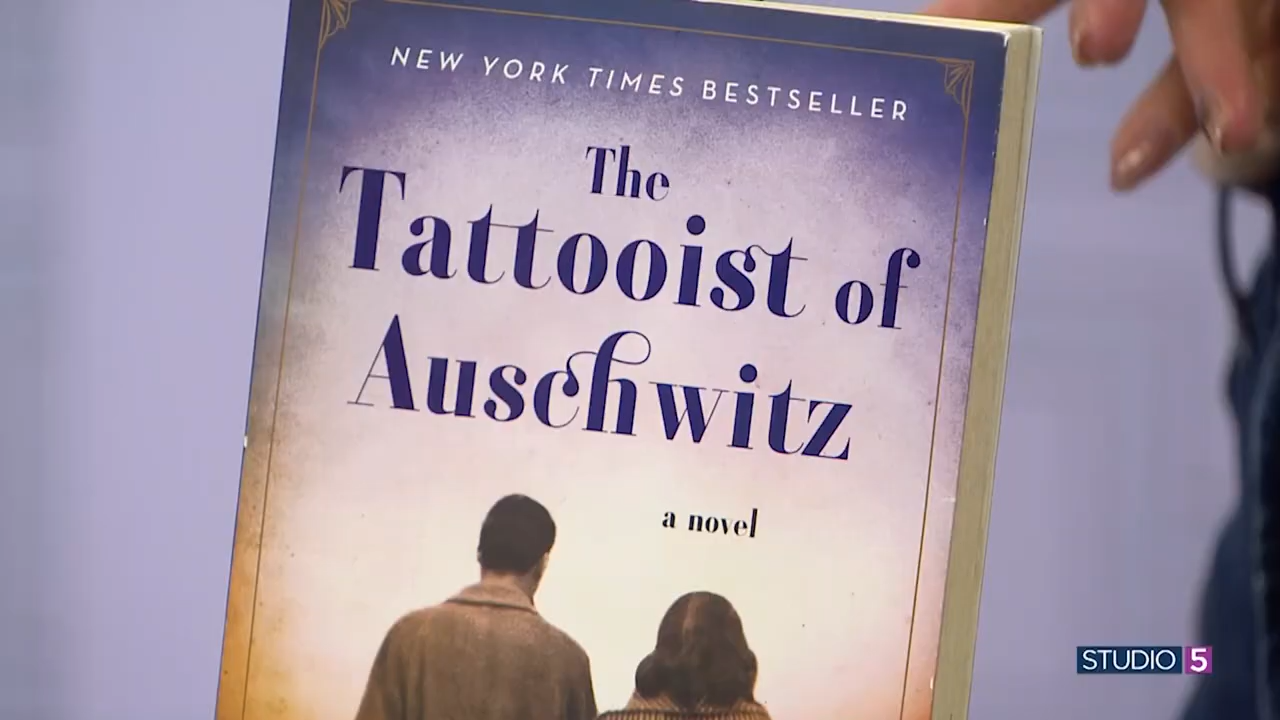 NEW YORK TIMES BESTSELLER
The
Tattooist of
Auschwitz
a novel
STUDIO 5